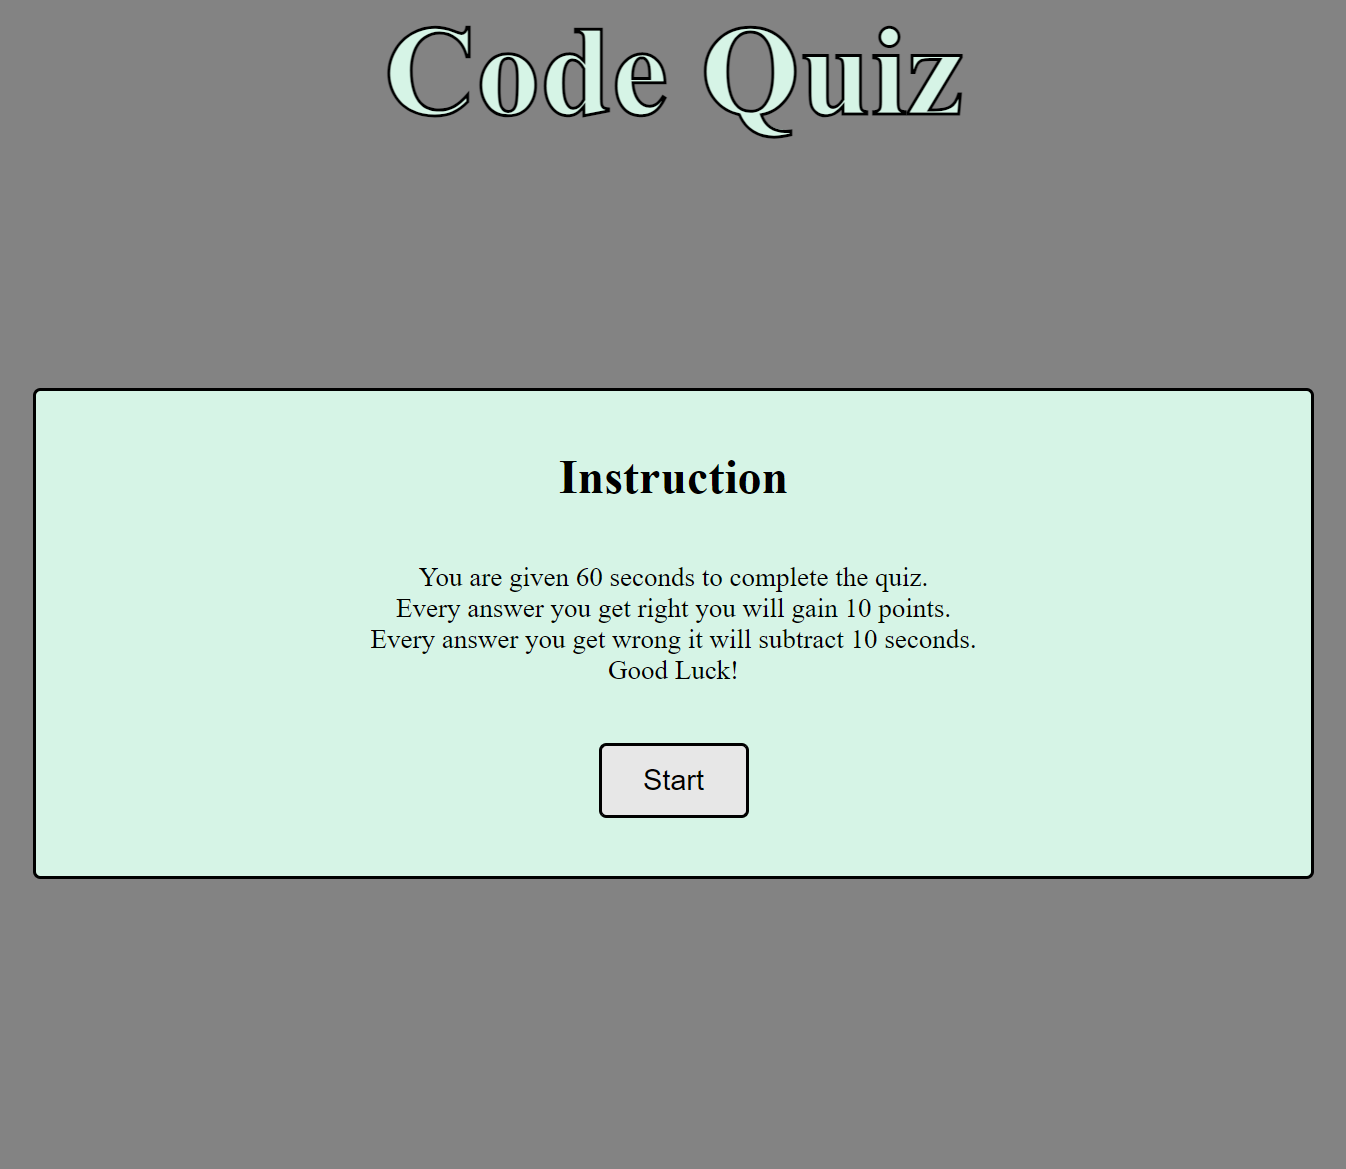 Code Quiz
Instruction
You are given 60 seconds to complete the quiz.
Every answer you get right you will gain 10 points.
Every answer you get wrong it will subtract 10 seconds.
Good Luck!
Start